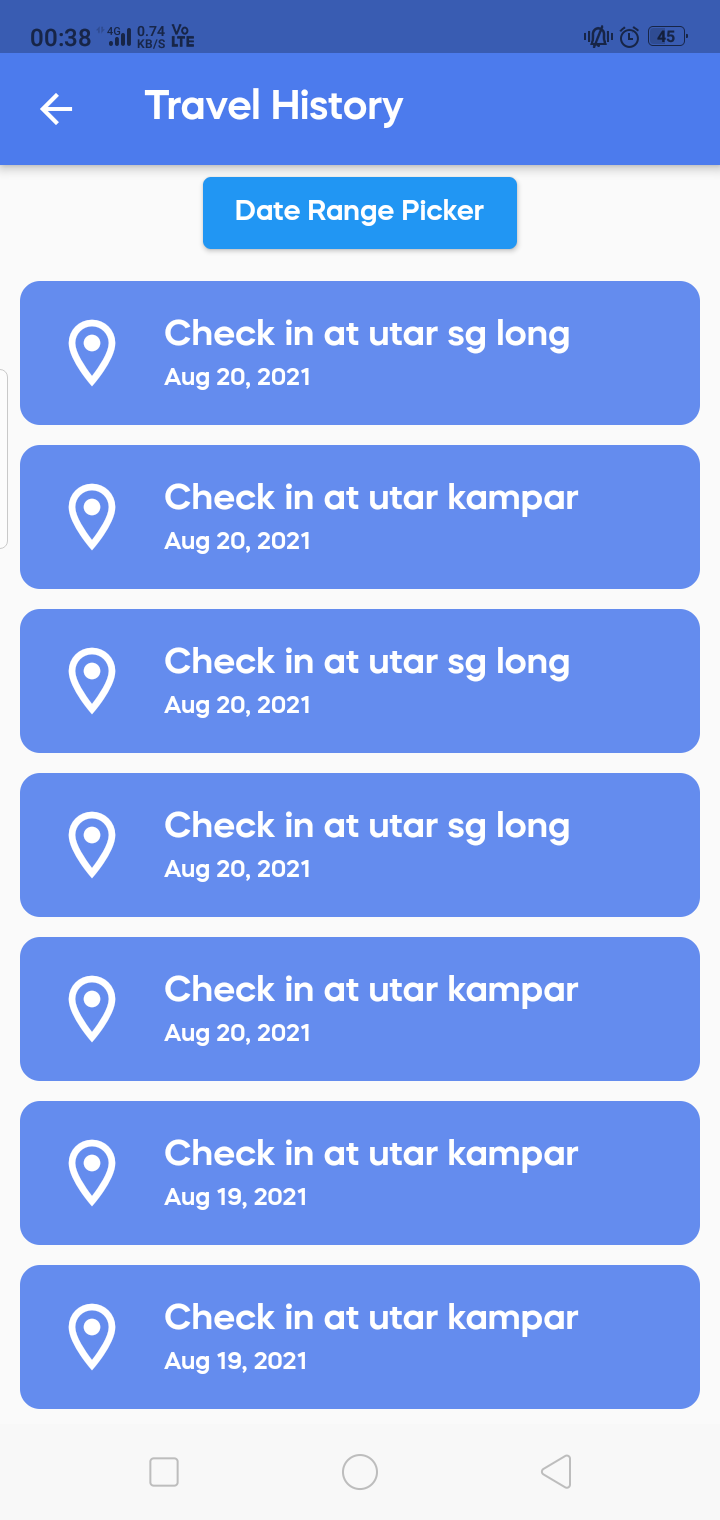 00:38 4G 0.74 KB/S Vo LTE 45
Travel History
Date Range Picker
Check in at utar sg long
Aug 20, 2021
Check in at utar kampar
Aug 20, 2021
Check in at utar sg long
Aug 20, 2021
Check in at utar sg long
Aug 20, 2021
Check in at utar kampar
Aug 20, 2021
Check in at utar kampar
Aug 19, 2021
Check in at utar kampar
Aug 19, 2021